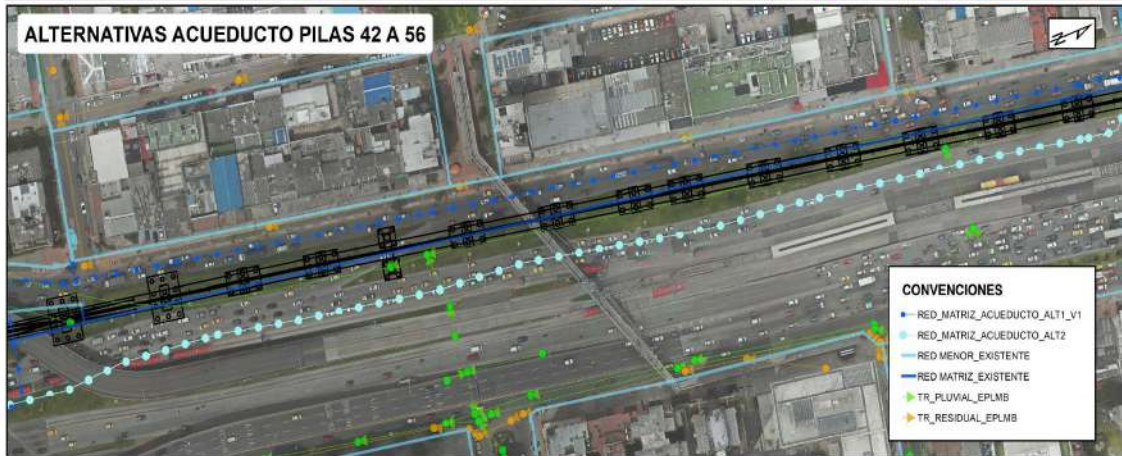 ALTERNATIVAS ACUEDUCTO PILAS 42 A 56
CONVENCIONES
RED_MATRIZ_ACUEDUCTO_ALT1_V1
RED_MATRIZ_ACUEDUCTO_ALT2
RED MENOR_EXISTENTE
RED MATRIZ_EXISTENTE
TR_PLUVIAL_EPLMB
TR_RESIDUAL_EPLMB